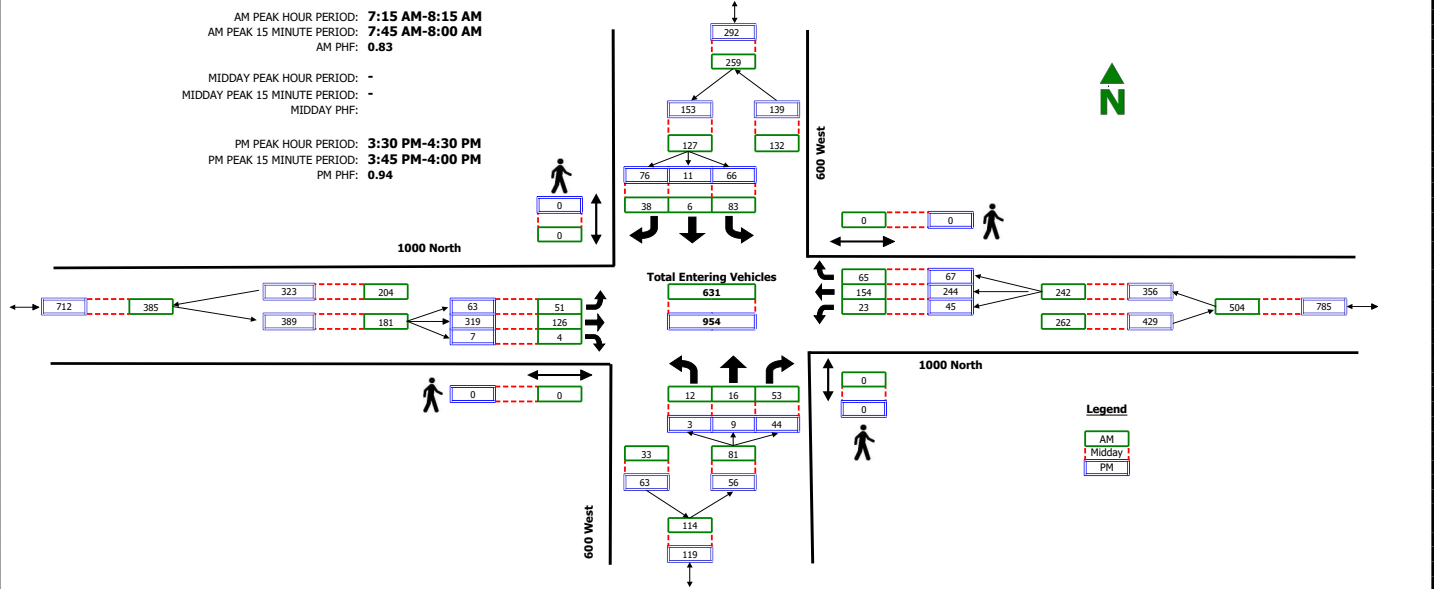 AM PEAK HOUR PERIOD: 7:15 AM-8:15 AM
AM PEAK 15 MINUTE PERIOD: 7:45 AM-8:00 AM
AM PHF: 0.83
MIDDAY PEAK HOUR PERIOD: -
MIDDAY PEAK 15 MINUTE PERIOD: -
MIDDAY PHF:
PM PEAK HOUR PERIOD: 3:30 PM-4:30 PM
PM PEAK 15 MINUTE PERIOD: 3:45 PM-4:00 PM
PM PHF: 0.94
292
259
153 139
127 132
76 11 66
38 6 83
600 West
N
0
0
0 0
1000 North
Total Entering Vehicles
631
954
712 385
323 204
389 181
63 51
319 126
7 4
65 67
154 244
23 45
242 356
262 429
504 785
1000 North
0 0
12 16 53
3 9 44
33 81
63 56
114
119
600 West
0
0
Legend
AM
Midday
PM